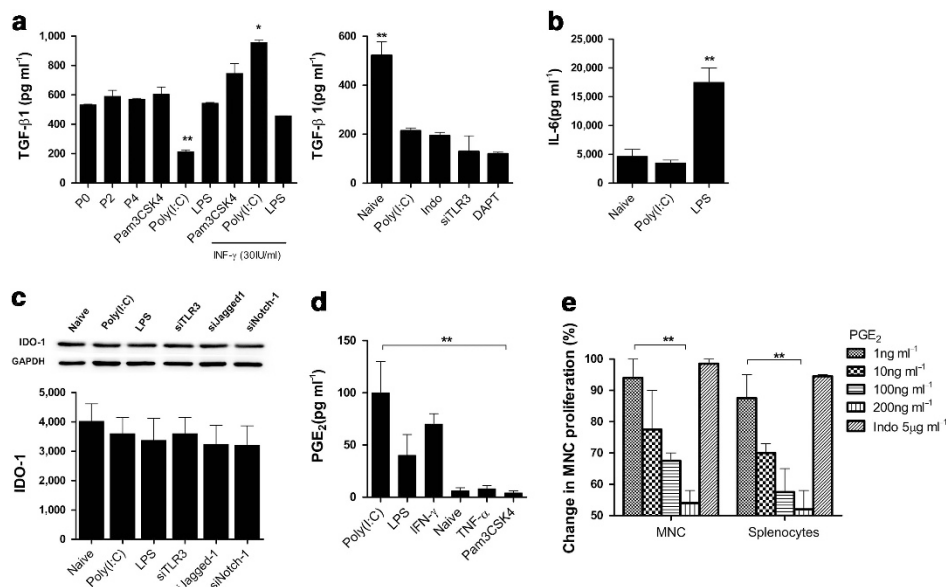 a
TGF-β1 (pg ml⁻¹)
1,000
800
600
400
200
0
P0
P2
P4
Pam3CSK4
Poly(I:C)
LPS
Pam3CSK4
Poly(I:C)
LPS
**
*
INF-γ (30IU/ml)
TGF-β 1(pg ml⁻¹)
600
400
200
0
**
Naive
Poly(I:C)
Indo
siTLR3
DAPT
b
IL-6(pg ml⁻¹)
25,000
20,000
15,000
10,000
5,000
0
**
Naive
Poly(I:C)
LPS
c
Naive
Poly(I:C)
LPS
siTLR3
siJagged1
siNotch-1
IDO-1
GAPDH
IDO-1
5,000
4,000
3,000
2,000
1,000
0
Naive
Poly(I:C)
LPS
siTLR3
siJagged-1
siNotch-1
d
PGE₂(pg ml⁻¹)
150
100
50
0
**
Poly(I:C)
LPS
IFN-γ
Naive
TNF-α
Pam3CSK4
e
Change in MNC proliferation (%)
100
90
80
70
60
50
**
**
MNC
Splenocytes
PGE₂
1ng ml⁻¹
10ng ml⁻¹
100ng ml⁻¹
200ng ml⁻¹
Indo 5µg ml⁻¹